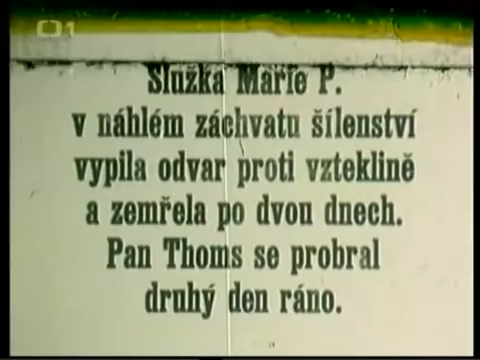 1
Služka Marie P.
v náhlém záchvatu šílenství
vypila odvar proti vzteklině
a zemřela po dvou dnech.
Pan Thoms se probral
druhý den ráno.